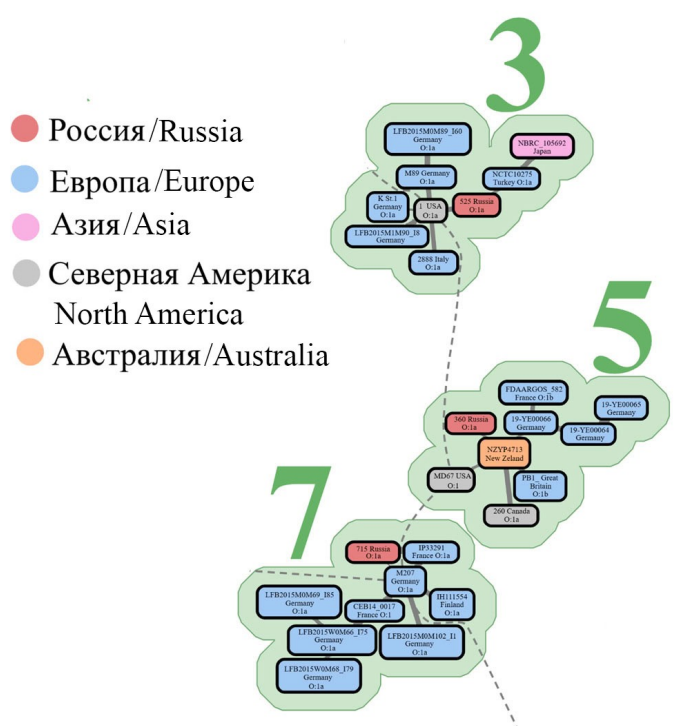 3
Россия/Russia
Европа/Europe
Азия/Asia
Северная Америка
North America
Австралия/Australia
LFB2015M0M89_I60
Germany
O:1a
NBRC_105692
Japan
M89 Germany
O:1a
NCTC10275
Turkey O:1a
K St.1
Germany
O:1a
1 USA
O:1a
525 Russia
O:1a
LFB2015M1M90_I8
Germany
2888 Italy
O:1a
5
FDAARGOS_582
France O:1b
19-YE00065
Germany
360 Russia
O:1a
19-YE00066
Germany
19-YE00064
Germany
NZYP4713
New Zeland
MD67 USA
O:1
PB1_ Great
Britain
O:1b
260 Canada
O:1a
7
715 Russia
O:1a
IP33291
France O:1a
M207
Germany
O:1a
LFB2015M0M69_I85
Germany
O:1a
CEB14_0017
France O:1
IH111554
Finland
O:1a
LFB2015W0M66_I75
Germany
O:1a
LFB2015M0M102_I1
Germany
O:1a
LFB2015W0M68_I79
Germany
O:1a